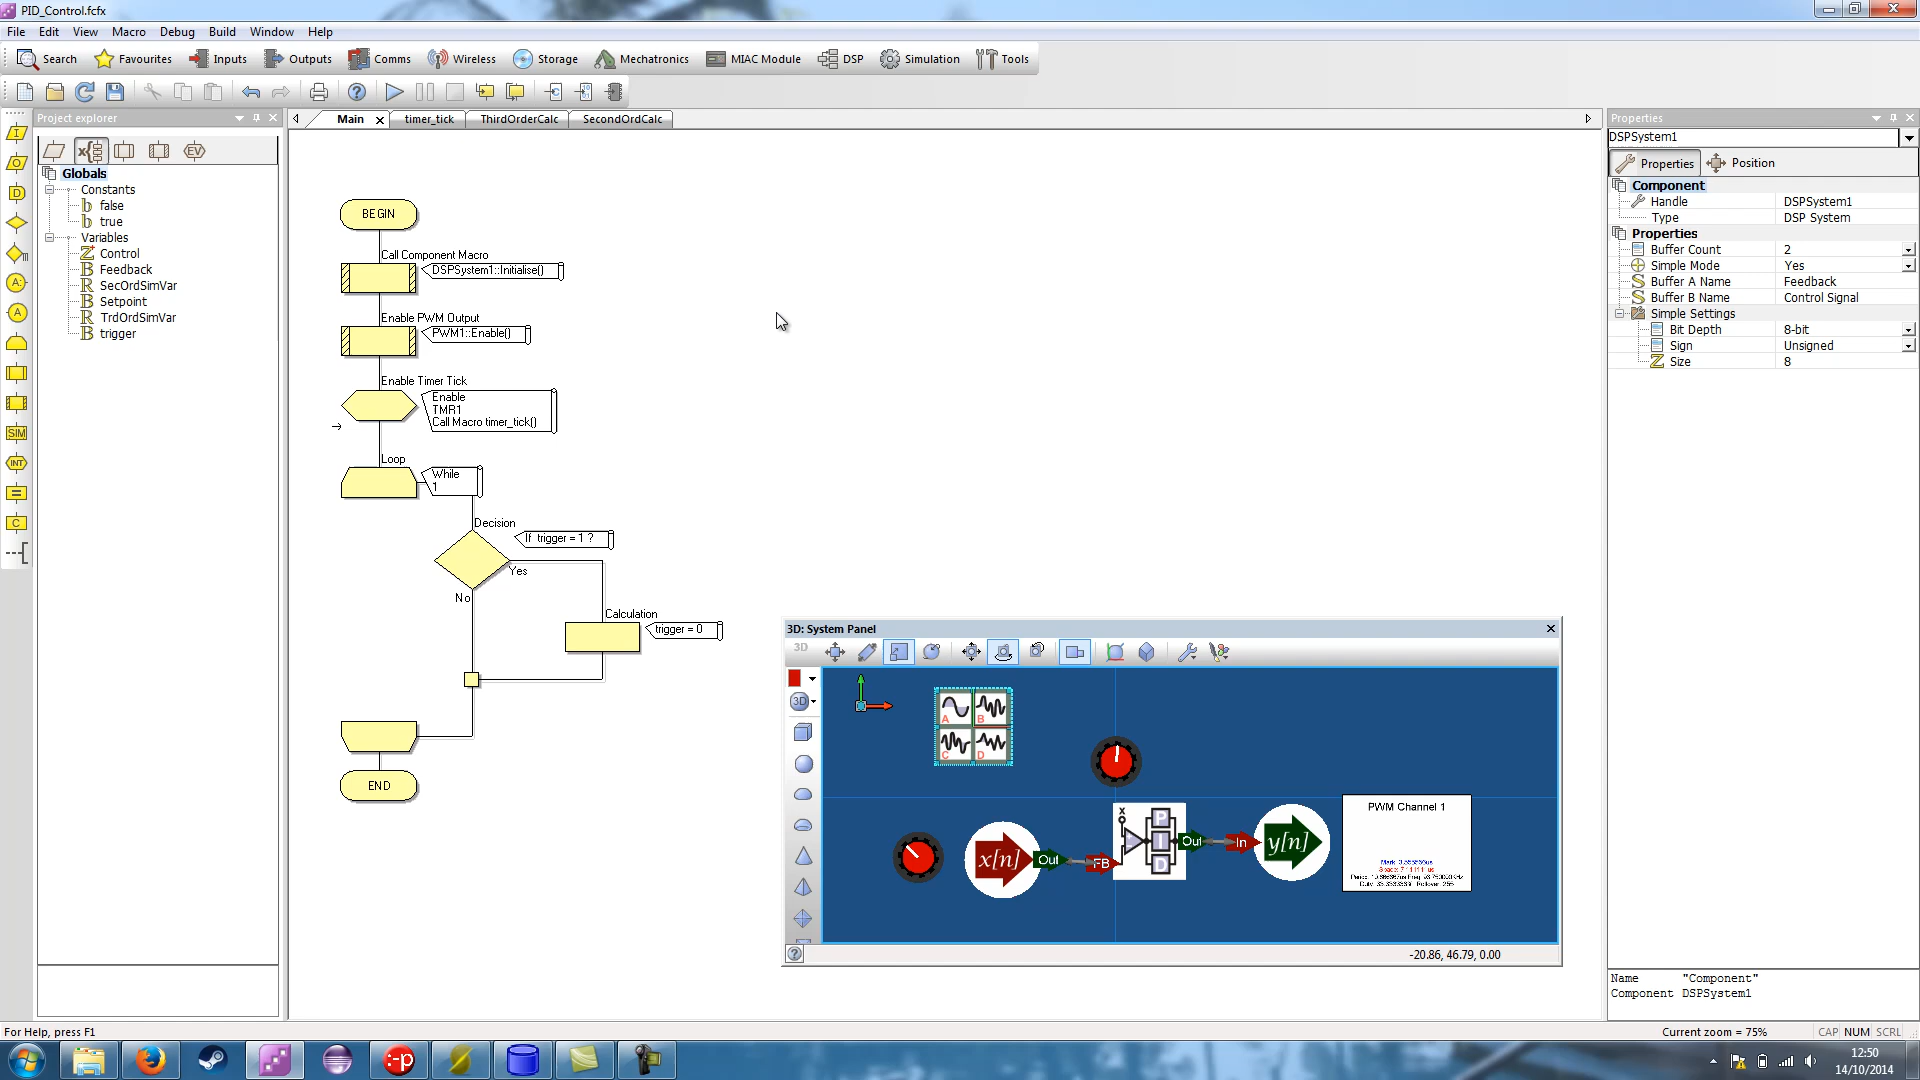 PID_Control.fcfx
File Edit View Macro Debug Build Window Help
Search Favourites Inputs Outputs Comms Wireless Storage Mechatronics MIAC Module DSP Simulation Tools
Project explorer
Main timer_tick ThirdOrderCalc SecondOrdCalc
Globals
Constants
false
true
Variables
Control
Feedback
SecOrdSimVar
Setpoint
TrdOrdSimVar
trigger
BEGIN
Call Component Macro
DSPSystem1::Initialise()
Enable PWM Output
PWM1::Enable()
Enable Timer Tick
Enable
TMR1
Call Macro timer_tick()
Loop
While
1
Decision
If trigger = 1 ?
Yes
No
Calculation
trigger = 0
END
3D: System Panel
3D
3D
A B
C D
x[n] Out FB
X
P
I
D
Out In y[n]
PWM Channel 1
-20.86, 46.79, 0.00
Properties
DSPSystem1
Properties Position
Component
Handle DSPSystem1
Type DSP System
Properties
Buffer Count 2
Simple Mode Yes
Buffer A Name Feedback
Buffer B Name Control Signal
Simple Settings
Bit Depth 8-bit
Sign Unsigned
Size 8
Name "Component"
Component DSPSystem1
For Help, press F1
Current zoom = 75% CAP NUM SCRL
12:50
14/10/2014